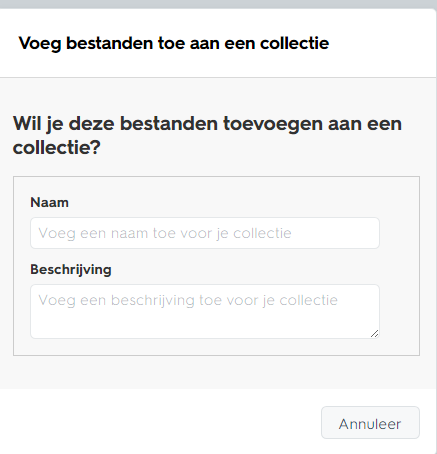 Voeg bestanden toe aan een collectie
Wil je deze bestanden toevoegen aan een
collectie?
Naam
Voeg een naam toe voor je collectie
Beschrijving
Voeg een beschrijving toe voor je collectie
Annuleer